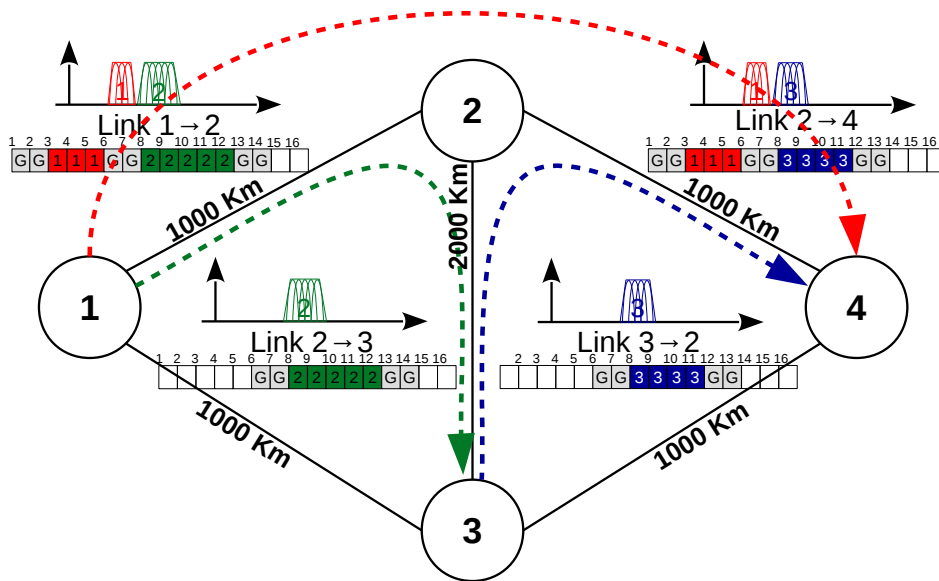 1 2
1 3
2
Link 1→2
Link 2→4
1 2 3 4 5 6 7 8 9 10 11 12 13 14 15 16
G G 1 1 1 G G 2 2 2 2 2 G G
1 2 3 4 5 6 7 8 9 10 11 12 13 14 15 16
G G 1 1 1 G G 3 3 3 3 G G
1000 Km
2000 Km
1000 Km
1
2
3
4
Link 2→3
Link 3→2
1 2 3 4 5 6 7 8 9 10 11 12 13 14 15 16
G G 2 2 2 2 2 G G
2 3 4 5 6 7 8 9 10 11 12 13 14 15 16
G G 3 3 3 3 G G
1000 Km
1000 Km
3